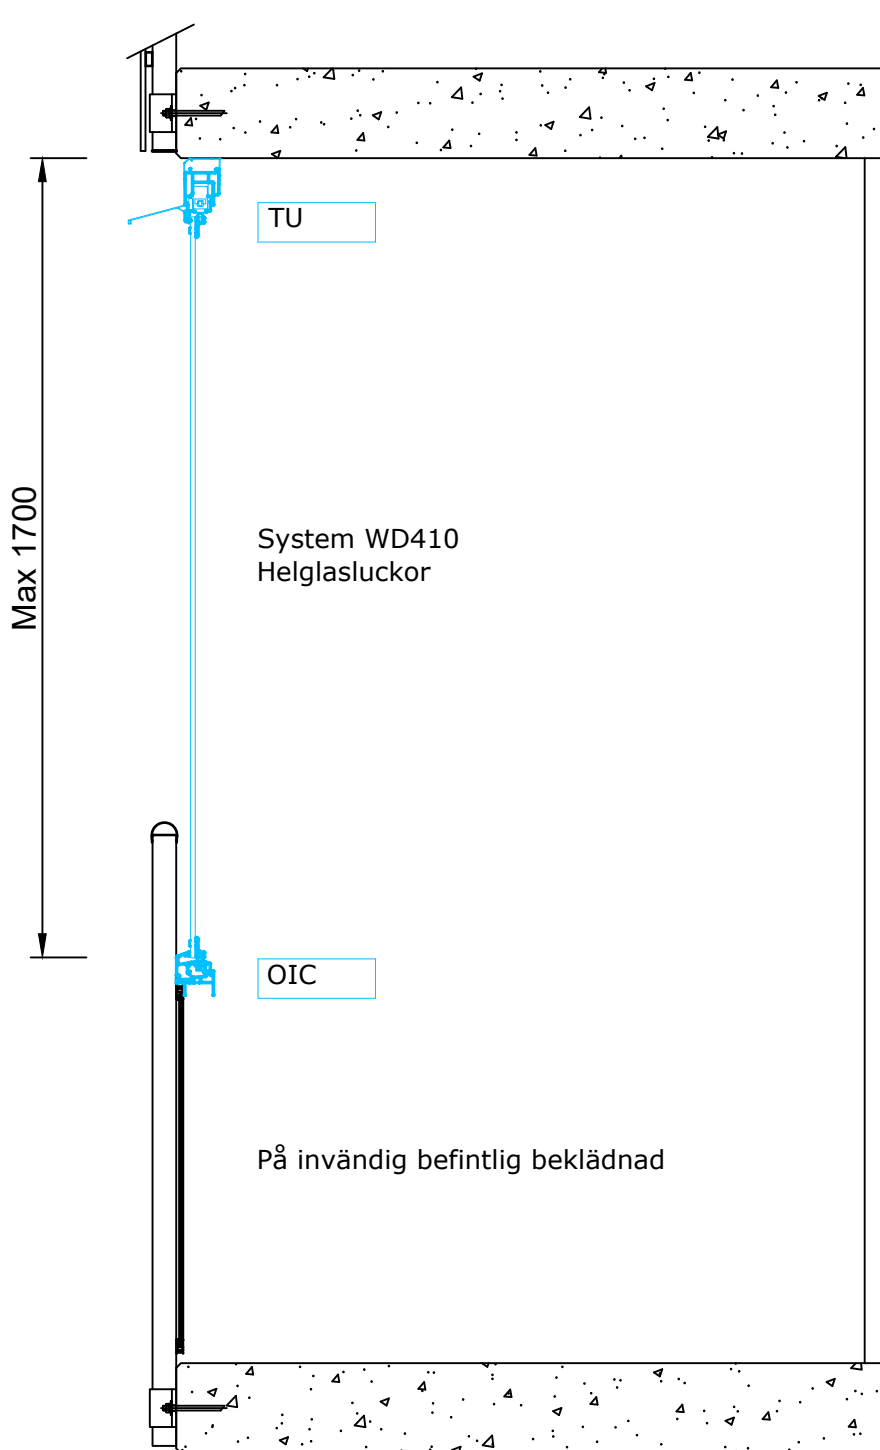 TU
Max 1700
System WD410
Helglasluckor
OIC
På invändig befintlig beklädnad